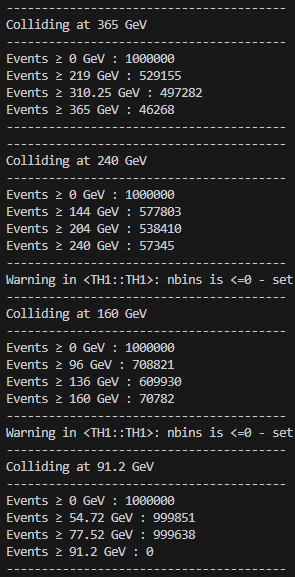 ----------------------------------------
Colliding at 365 GeV
----------------------------------------
Events ≥ 0 GeV : 1000000
Events ≥ 219 GeV : 529155
Events ≥ 310.25 GeV : 497282
Events ≥ 365 GeV : 46268
----------------------------------------
----------------------------------------
Colliding at 240 GeV
----------------------------------------
Events ≥ 0 GeV : 1000000
Events ≥ 144 GeV : 577803
Events ≥ 204 GeV : 538410
Events ≥ 240 GeV : 57345
----------------------------------------
Warning in <TH1::TH1>: nbins is <=0 - set
----------------------------------------
Colliding at 160 GeV
----------------------------------------
Events ≥ 0 GeV : 1000000
Events ≥ 96 GeV : 708821
Events ≥ 136 GeV : 609930
Events ≥ 160 GeV : 70782
----------------------------------------
Warning in <TH1::TH1>: nbins is <=0 - set
----------------------------------------
Colliding at 91.2 GeV
----------------------------------------
Events ≥ 0 GeV : 1000000
Events ≥ 54.72 GeV : 999851
Events ≥ 77.52 GeV : 999638
Events ≥ 91.2 GeV : 0
----------------------------------------